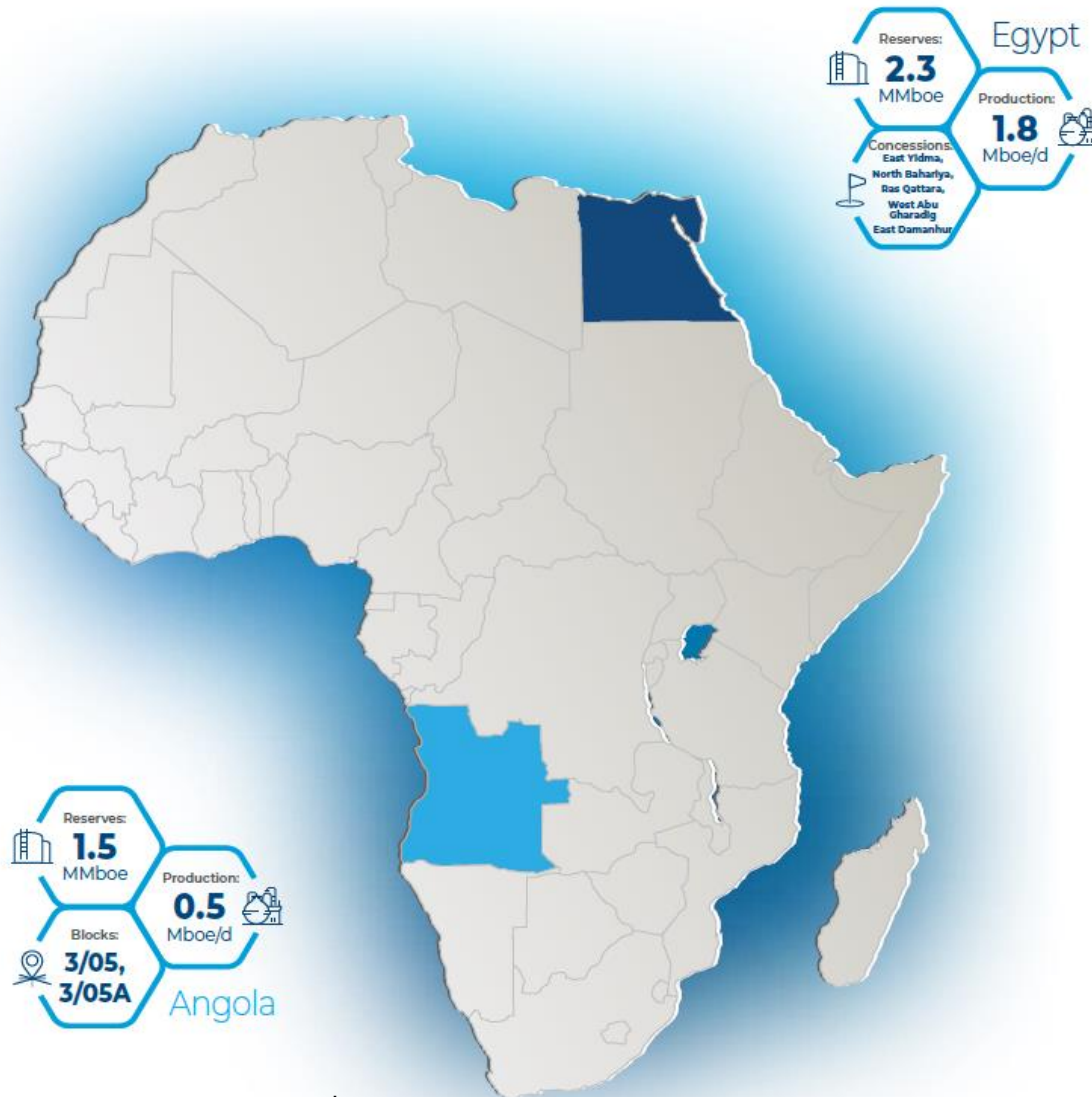 Egypt
Reserves:
2.3
MMboe
Production:
1.8
Mboe/d
Concessions:
East Yidma,
North Bahariya,
Ras Qattara,
West Abu
Gharadig
East Damanhur
Reserves:
1.5
MMboe
Production:
0.5
Mboe/d
Blocks:
3/05,
3/05A
Angola